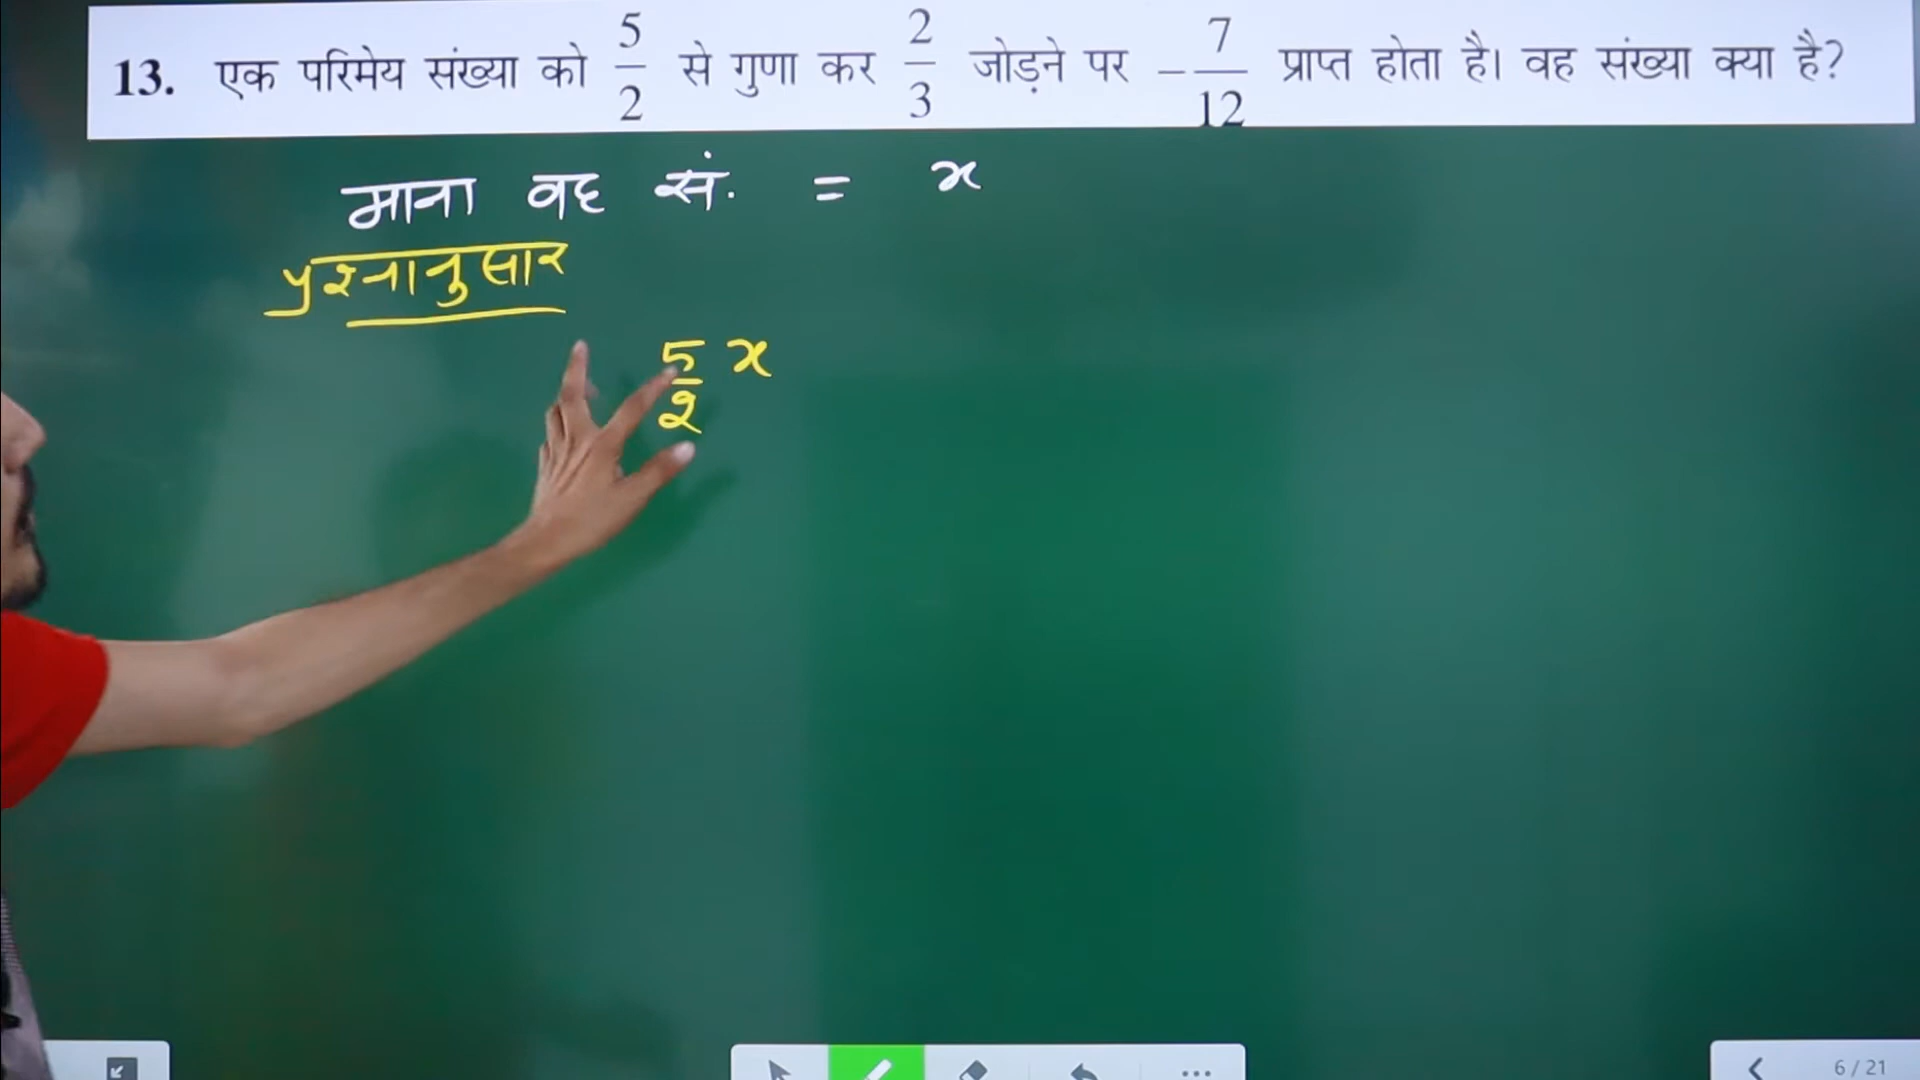 13. एक परिमेय संख्या को 5/2 से गुणा कर 2/3 जोड़ने पर -7/12 प्राप्त होता है। वह संख्या क्या है?
माना वह सं. = x
प्रश्नानुसार
5/2 x
6 / 21